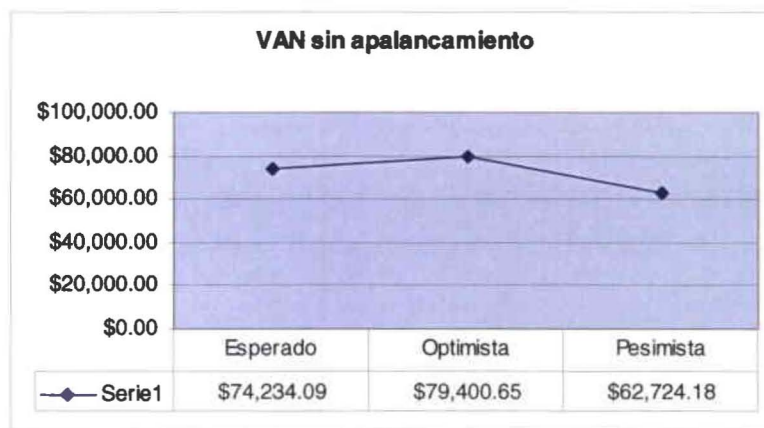 VAN sin apalancamiento
$100,000.00
$80,000.00
$60,000.00
$40,000.00
$20,000.00
$0.00
Esperado Optimista Pesimista
Serie1 $74,234.09 $79,400.65 $62,724.18